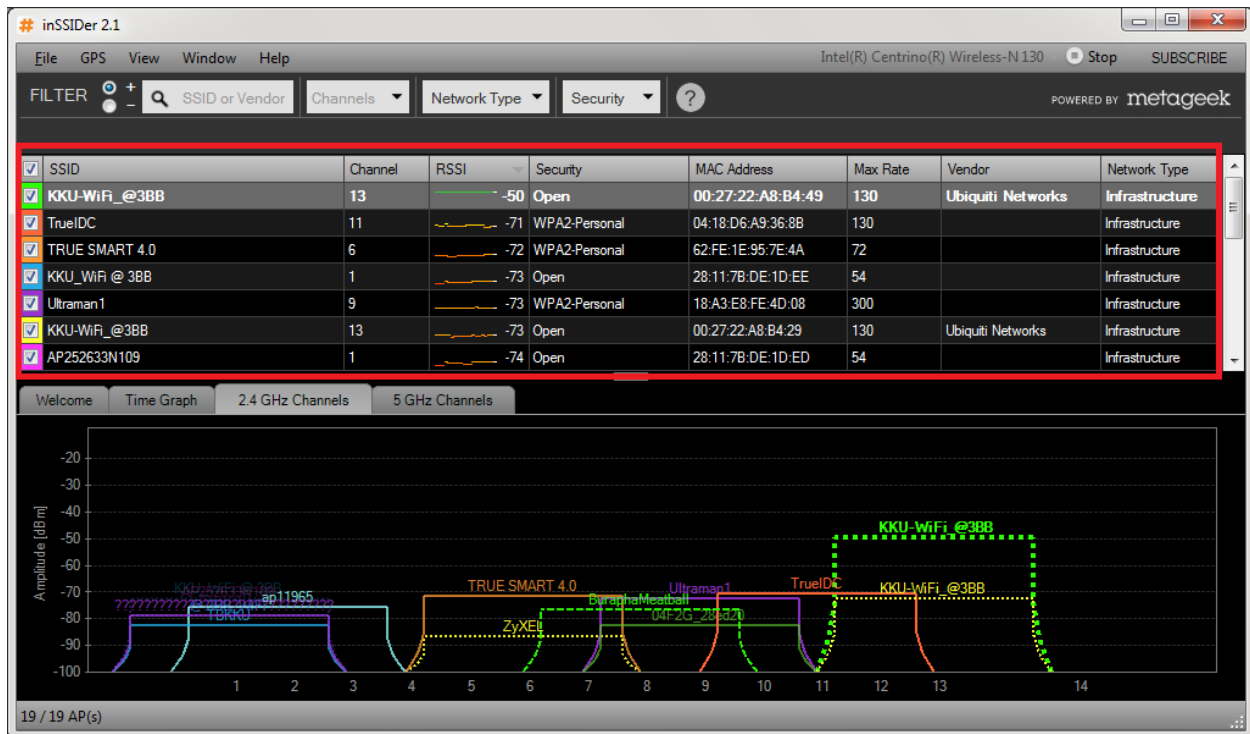 # inSSIDer 2.1
File GPS View Window Help Intel(R) Centrino(R) Wireless-N 130 Stop SUBSCRIBE
FILTER + - SSID or Vendor Channels Network Type Security ? POWERED BY metageek
SSID Channel RSSI Security MAC Address Max Rate Vendor Network Type
KKU-WiFi_@3BB 13 -50 Open 00:27:22:A8:B4:49 130 Ubiquiti Networks Infrastructure
TrueIDC 11 -71 WPA2-Personal 04:18:D6:A9:36:8B 130 Infrastructure
TRUE SMART 4.0 6 -72 WPA2-Personal 62:FE:1E:95:7E:4A 72 Infrastructure
KKU_WiFi @ 3BB 1 -73 Open 28:11:7B:DE:1D:EE 54 Infrastructure
Ultraman1 9 -73 WPA2-Personal 18:A3:E8:FE:4D:08 300 Infrastructure
KKU-WiFi_@3BB 13 -73 Open 00:27:22:A8:B4:29 130 Ubiquiti Networks Infrastructure
AP252633N109 1 -74 Open 28:11:7B:DE:1D:ED 54 Infrastructure
Welcome Time Graph 2.4 GHz Channels 5 GHz Channels
Amplitude [dBm]
-20
-30
-40
-50
-60
-70
-80
-90
-100
KKU-WiFi_@3BB
TRUE SMART 4.0 Ultraman1 TrueIDC KKU-WiFi_@3BB
ap11965 BuraphaMeatball
TBKKU ZyXEL 04F2G_28ed20
1 2 3 4 5 6 7 8 9 10 11 12 13 14
19 / 19 AP(s)